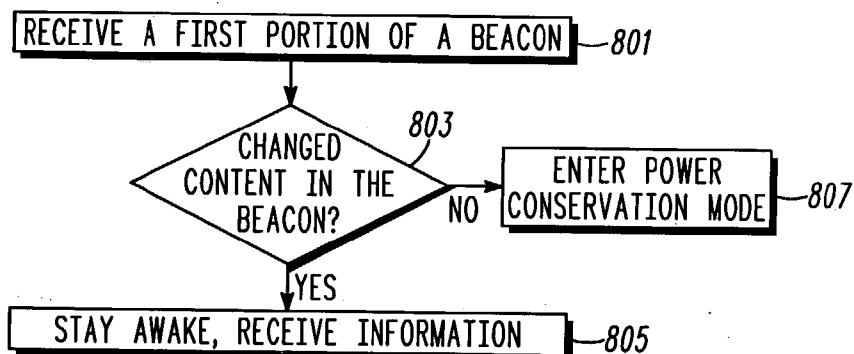 RECEIVE A FIRST PORTION OF A BEACON
801
CHANGED
CONTENT IN THE
BEACON?
803
NO
ENTER POWER
CONSERVATION MODE
807
YES
STAY AWAKE, RECEIVE INFORMATION
805